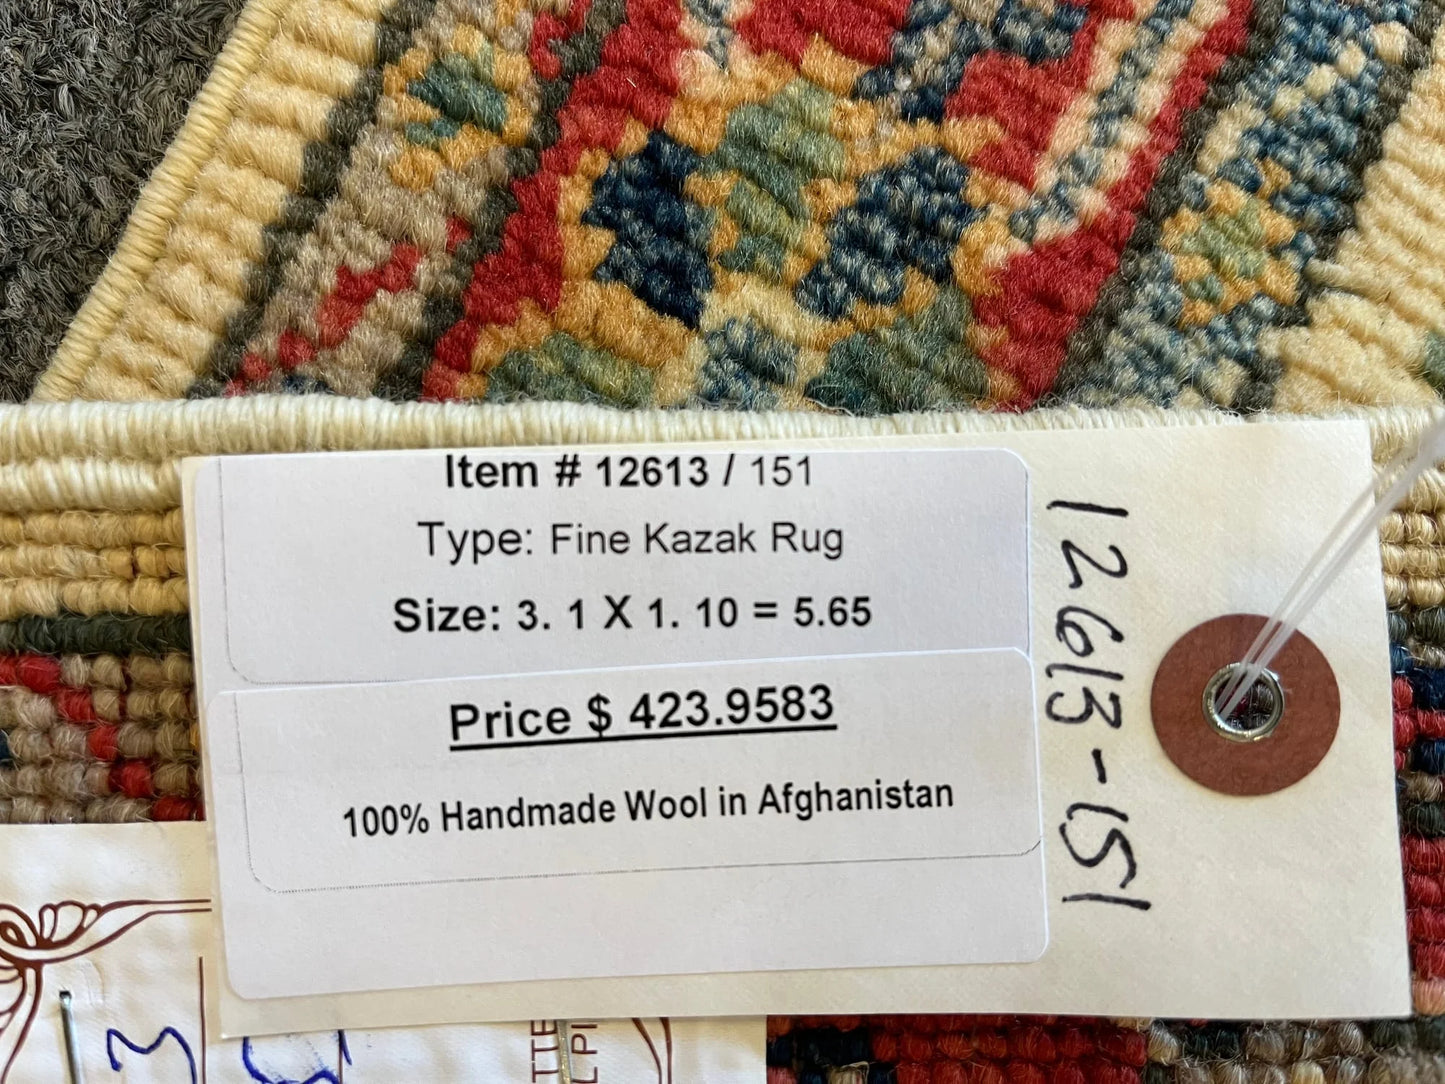 Item # 12613 / 151
Type: Fine Kazak Rug
Size: 3. 1 X 1. 10 = 5.65
Price $ 423.9583
100% Handmade Wool in Afghanistan
12613-151
3